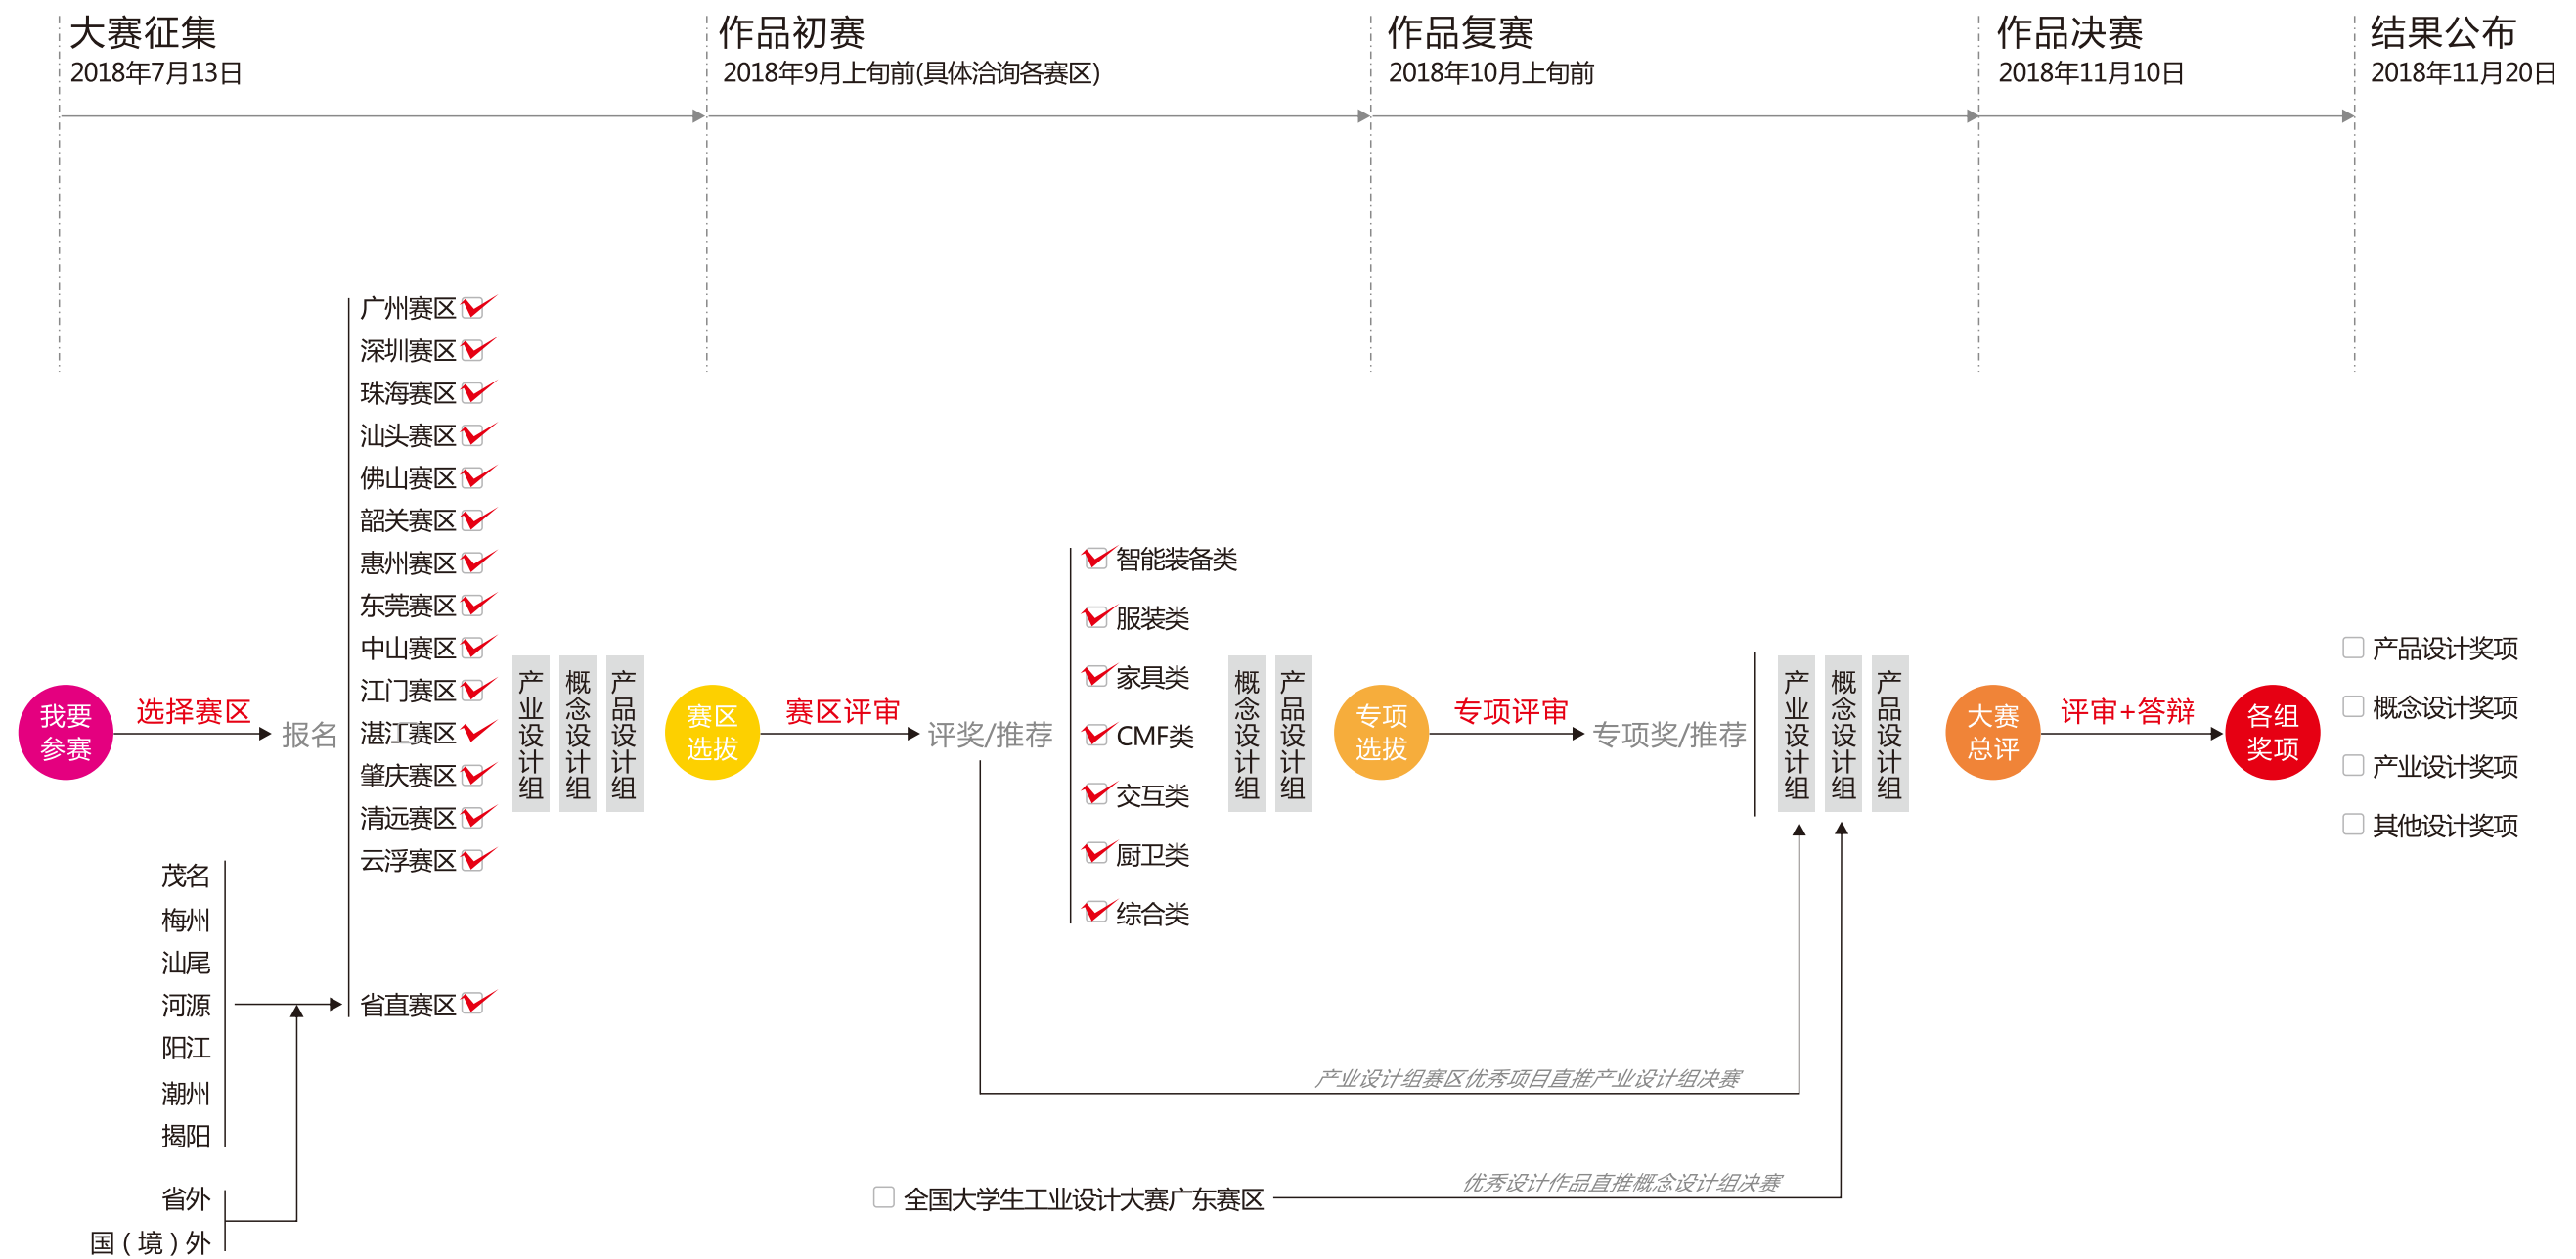 大赛征集
2018年7月13日
作品初赛
2018年9月上旬前(具体洽询各赛区)
作品复赛
2018年10月上旬前
作品决赛
2018年11月10日
结果公布
2018年11月20日
我要
参赛
选择赛区
报名
广州赛区
深圳赛区
珠海赛区
汕头赛区
佛山赛区
韶关赛区
惠州赛区
东莞赛区
中山赛区
江门赛区
湛江赛区
肇庆赛区
清远赛区
云浮赛区
省直赛区
茂名
梅州
汕尾
河源
阳江
潮州
揭阳
省外
国（境）外
产业设计组
概念设计组
产品设计组
赛区
选拔
赛区评审
评奖/推荐
智能装备类
服装类
家具类
CMF类
交互类
厨卫类
综合类
概念设计组
产品设计组
专项
选拔
专项评审
专项奖/推荐
产业设计组
概念设计组
产品设计组
大赛
总评
评审+答辩
各组
奖项
产品设计奖项
概念设计奖项
产业设计奖项
其他设计奖项
产业设计组赛区优秀项目直推产业设计组决赛
全国大学生工业设计大赛广东赛区
优秀设计作品直推概念设计组决赛